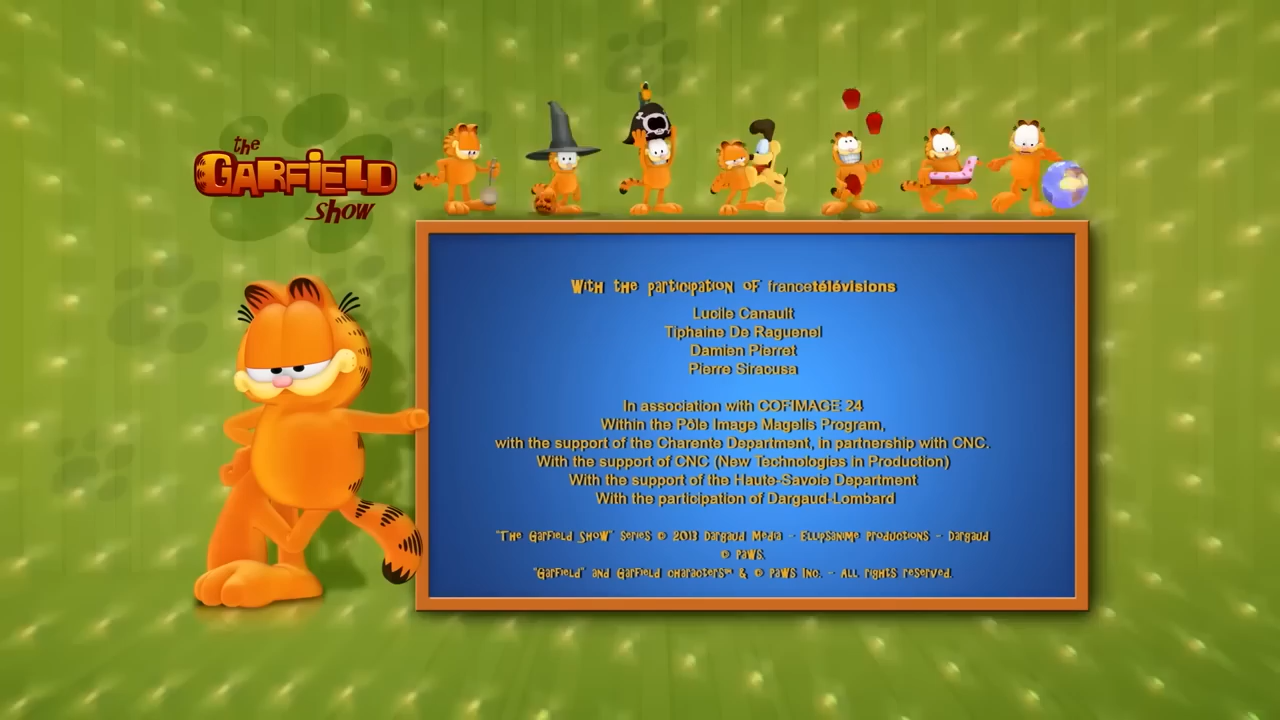 the
GARFIELD
show
With the participation of francetélévisions
Lucile Canault
Tiphaine De Raguenel
Damien Pierret
Pierre Siracusa
In association with COFIMAGE 24
Within the Pôle Image Magelis Program,
with the support of the Charente Department, in partnership with CNC.
With the support of CNC (New Technologies in Production)
With the support of the Haute-Savoie Department
With the participation of Dargaud-Lombard
"The Garfield Show" Series © 2013 Dargaud Media - Ellipsanime Productions - Dargaud
© PAWS.
"Garfield" and Garfield characters™ & © PAWS Inc. - All rights reserved.